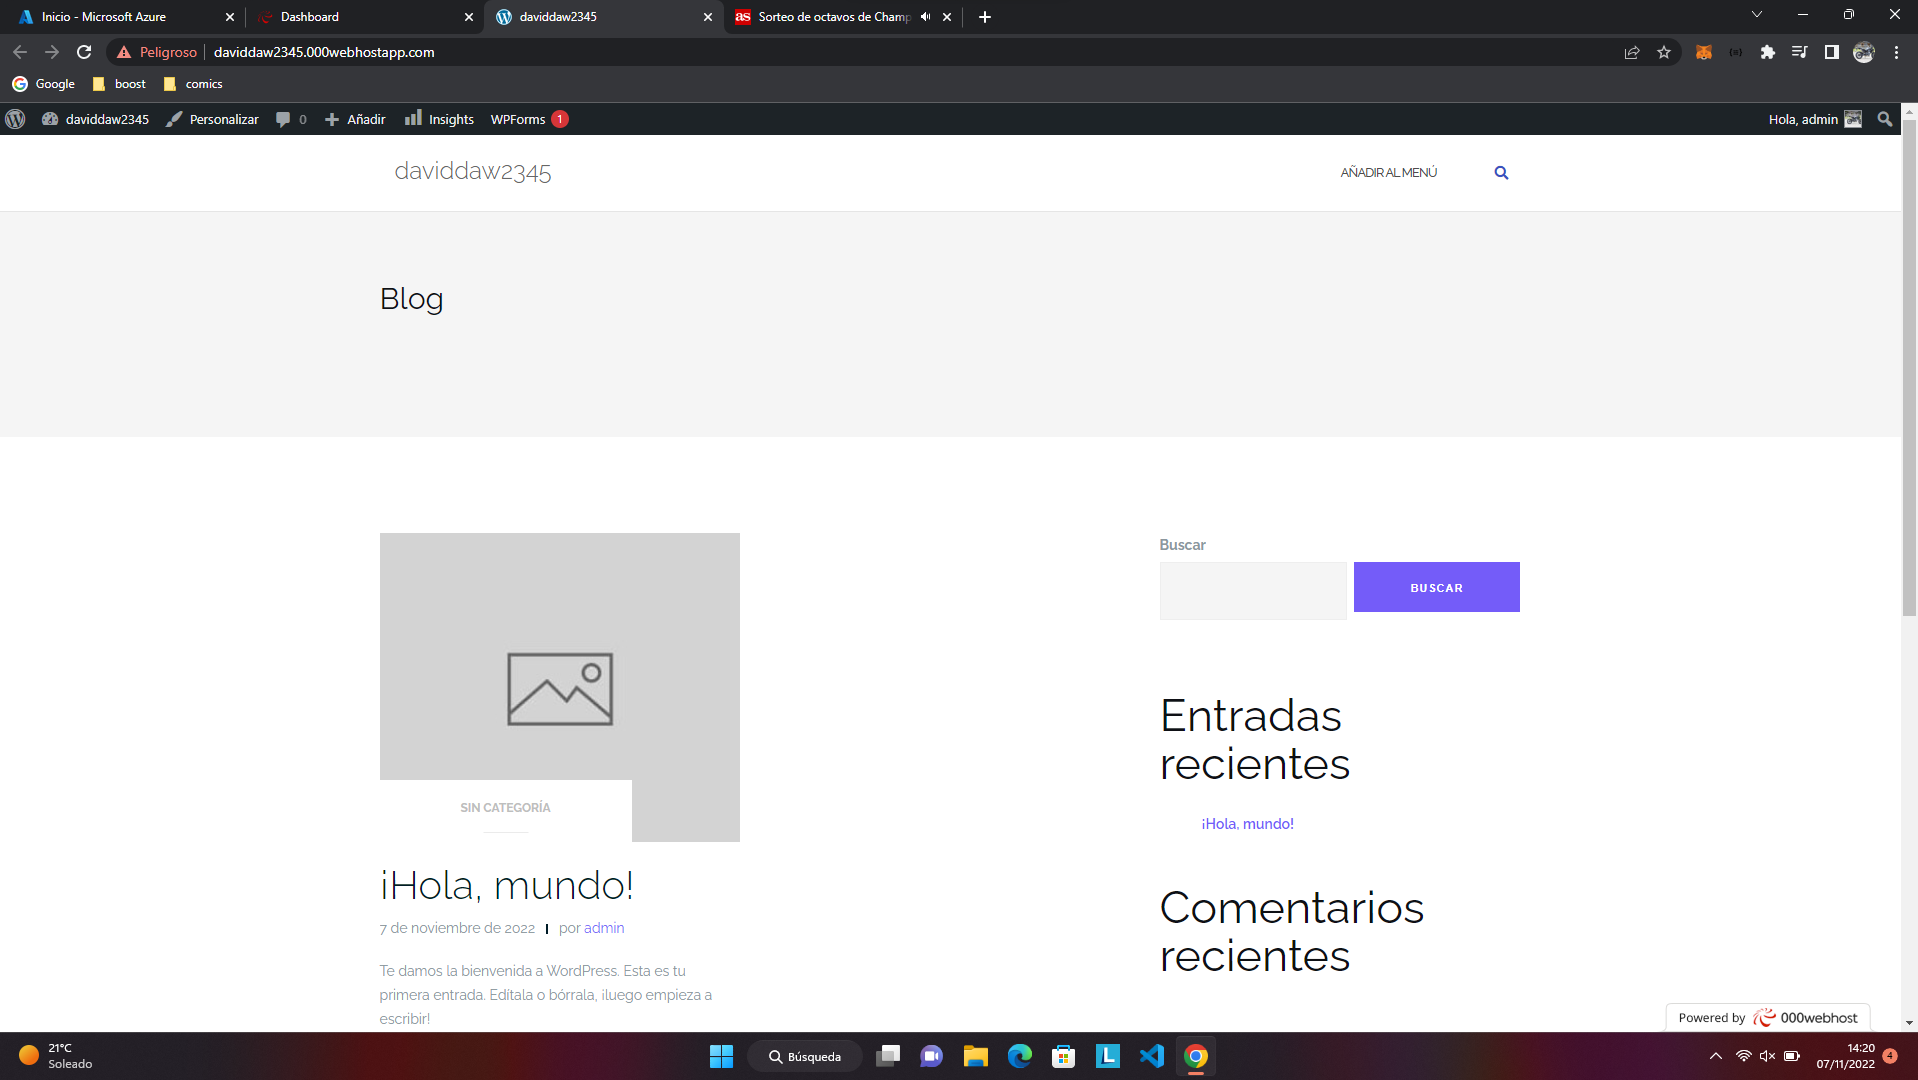 Inicio - Microsoft Azure
Dashboard
daviddaw2345
as Sorteo de octavos de Champ
Peligroso daviddaw2345.000webhostapp.com
Google boost comics
daviddaw2345 Personalizar 0 Añadir Insights WPForms 1 Hola, admin
daviddaw2345 AÑADIR AL MENÚ
Blog
SIN CATEGORÍA
¡Hola, mundo!
7 de noviembre de 2022 por admin
Te damos la bienvenida a WordPress. Esta es tu
primera entrada. Edítala o bórrala, ¡luego empieza a
escribir!
Buscar
BUSCAR
Entradas
recientes
¡Hola, mundo!
Comentarios
recientes
Powered by 000webhost
21°C
Soleado
Búsqueda
L
14:20
07/11/2022
4